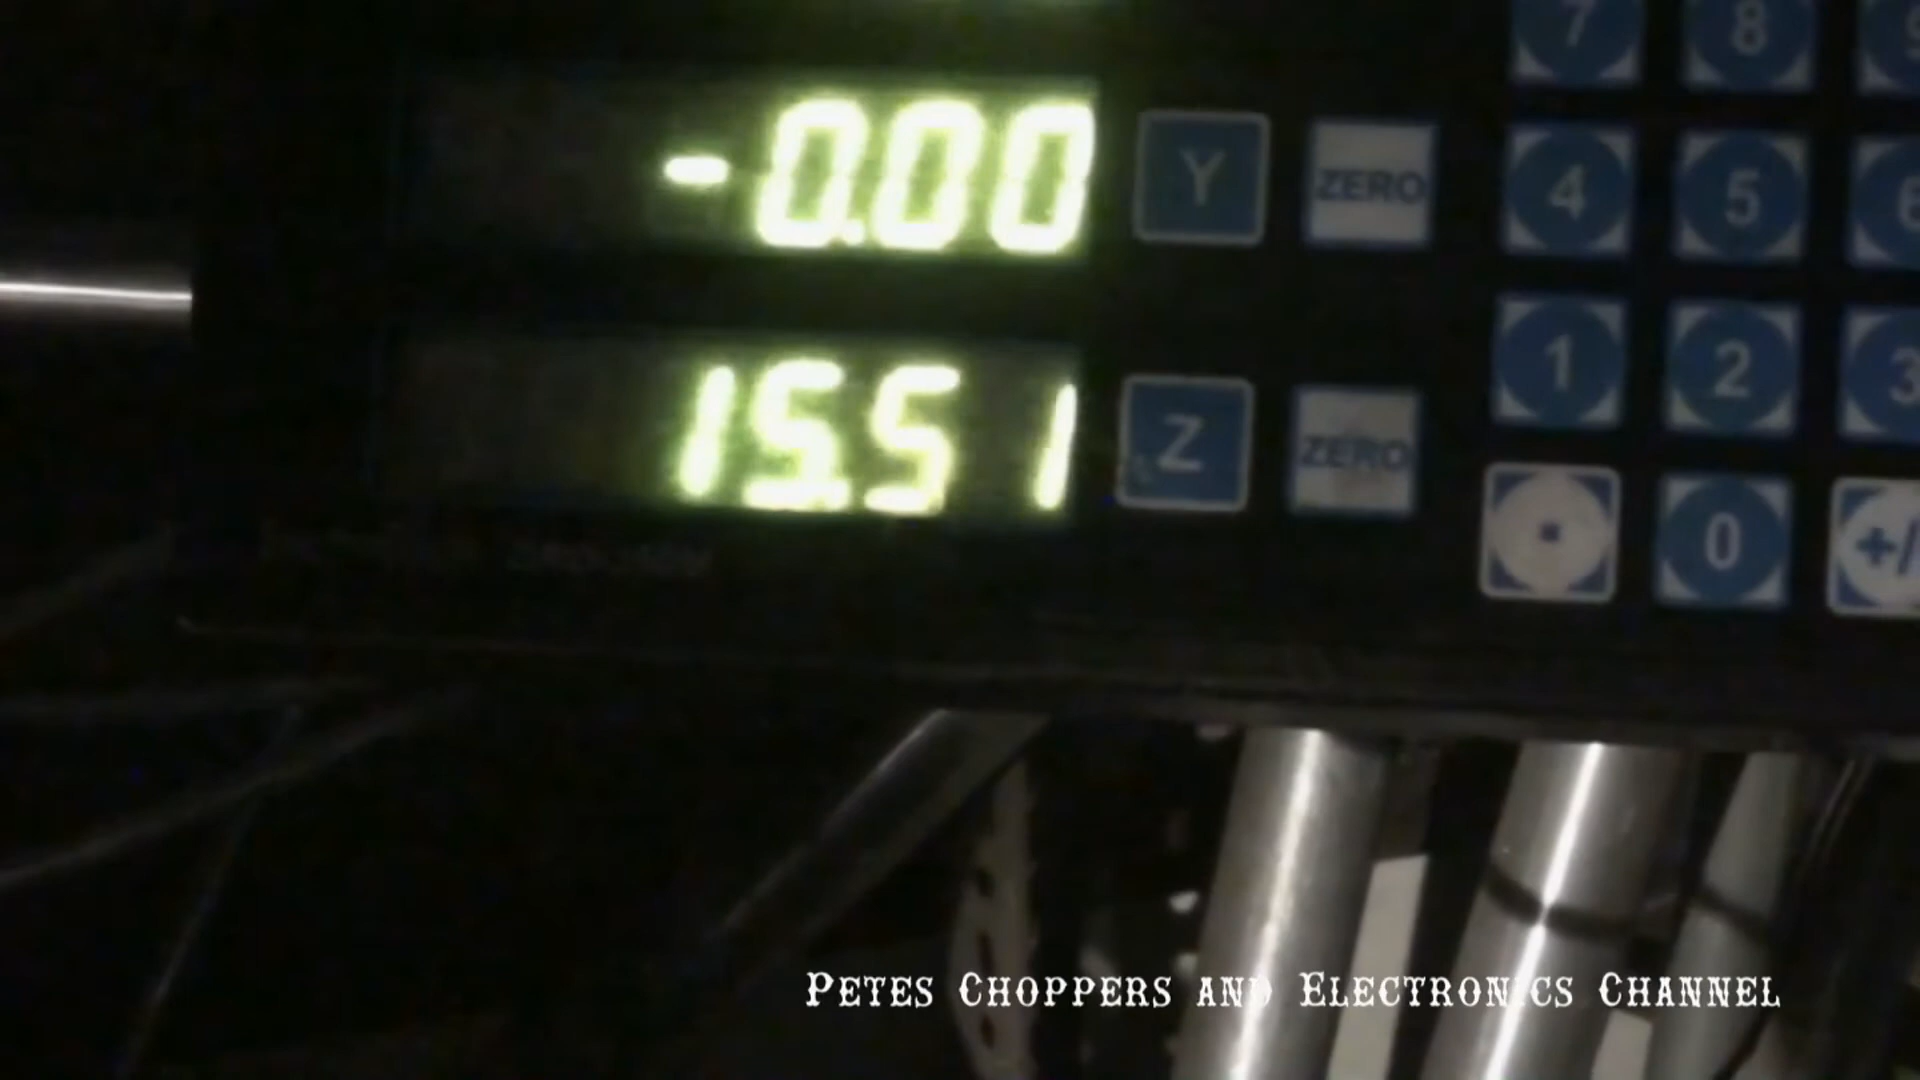 7 8
-0.00 Y ZERO 4 5 6
15.51 Z ZERO 1 2 3
. 0 +/
PETES CHOPPERS AND ELECTRONICS CHANNEL